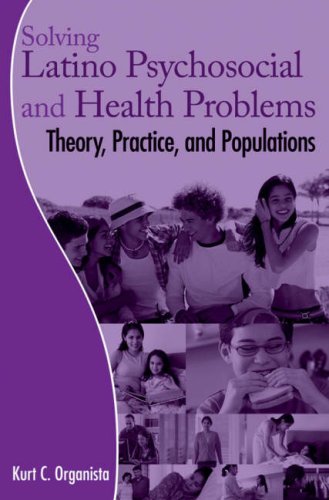 Solving
Latino Psychosocial
and Health Problems
Theory, Practice, and Populations
Kurt C. Organista